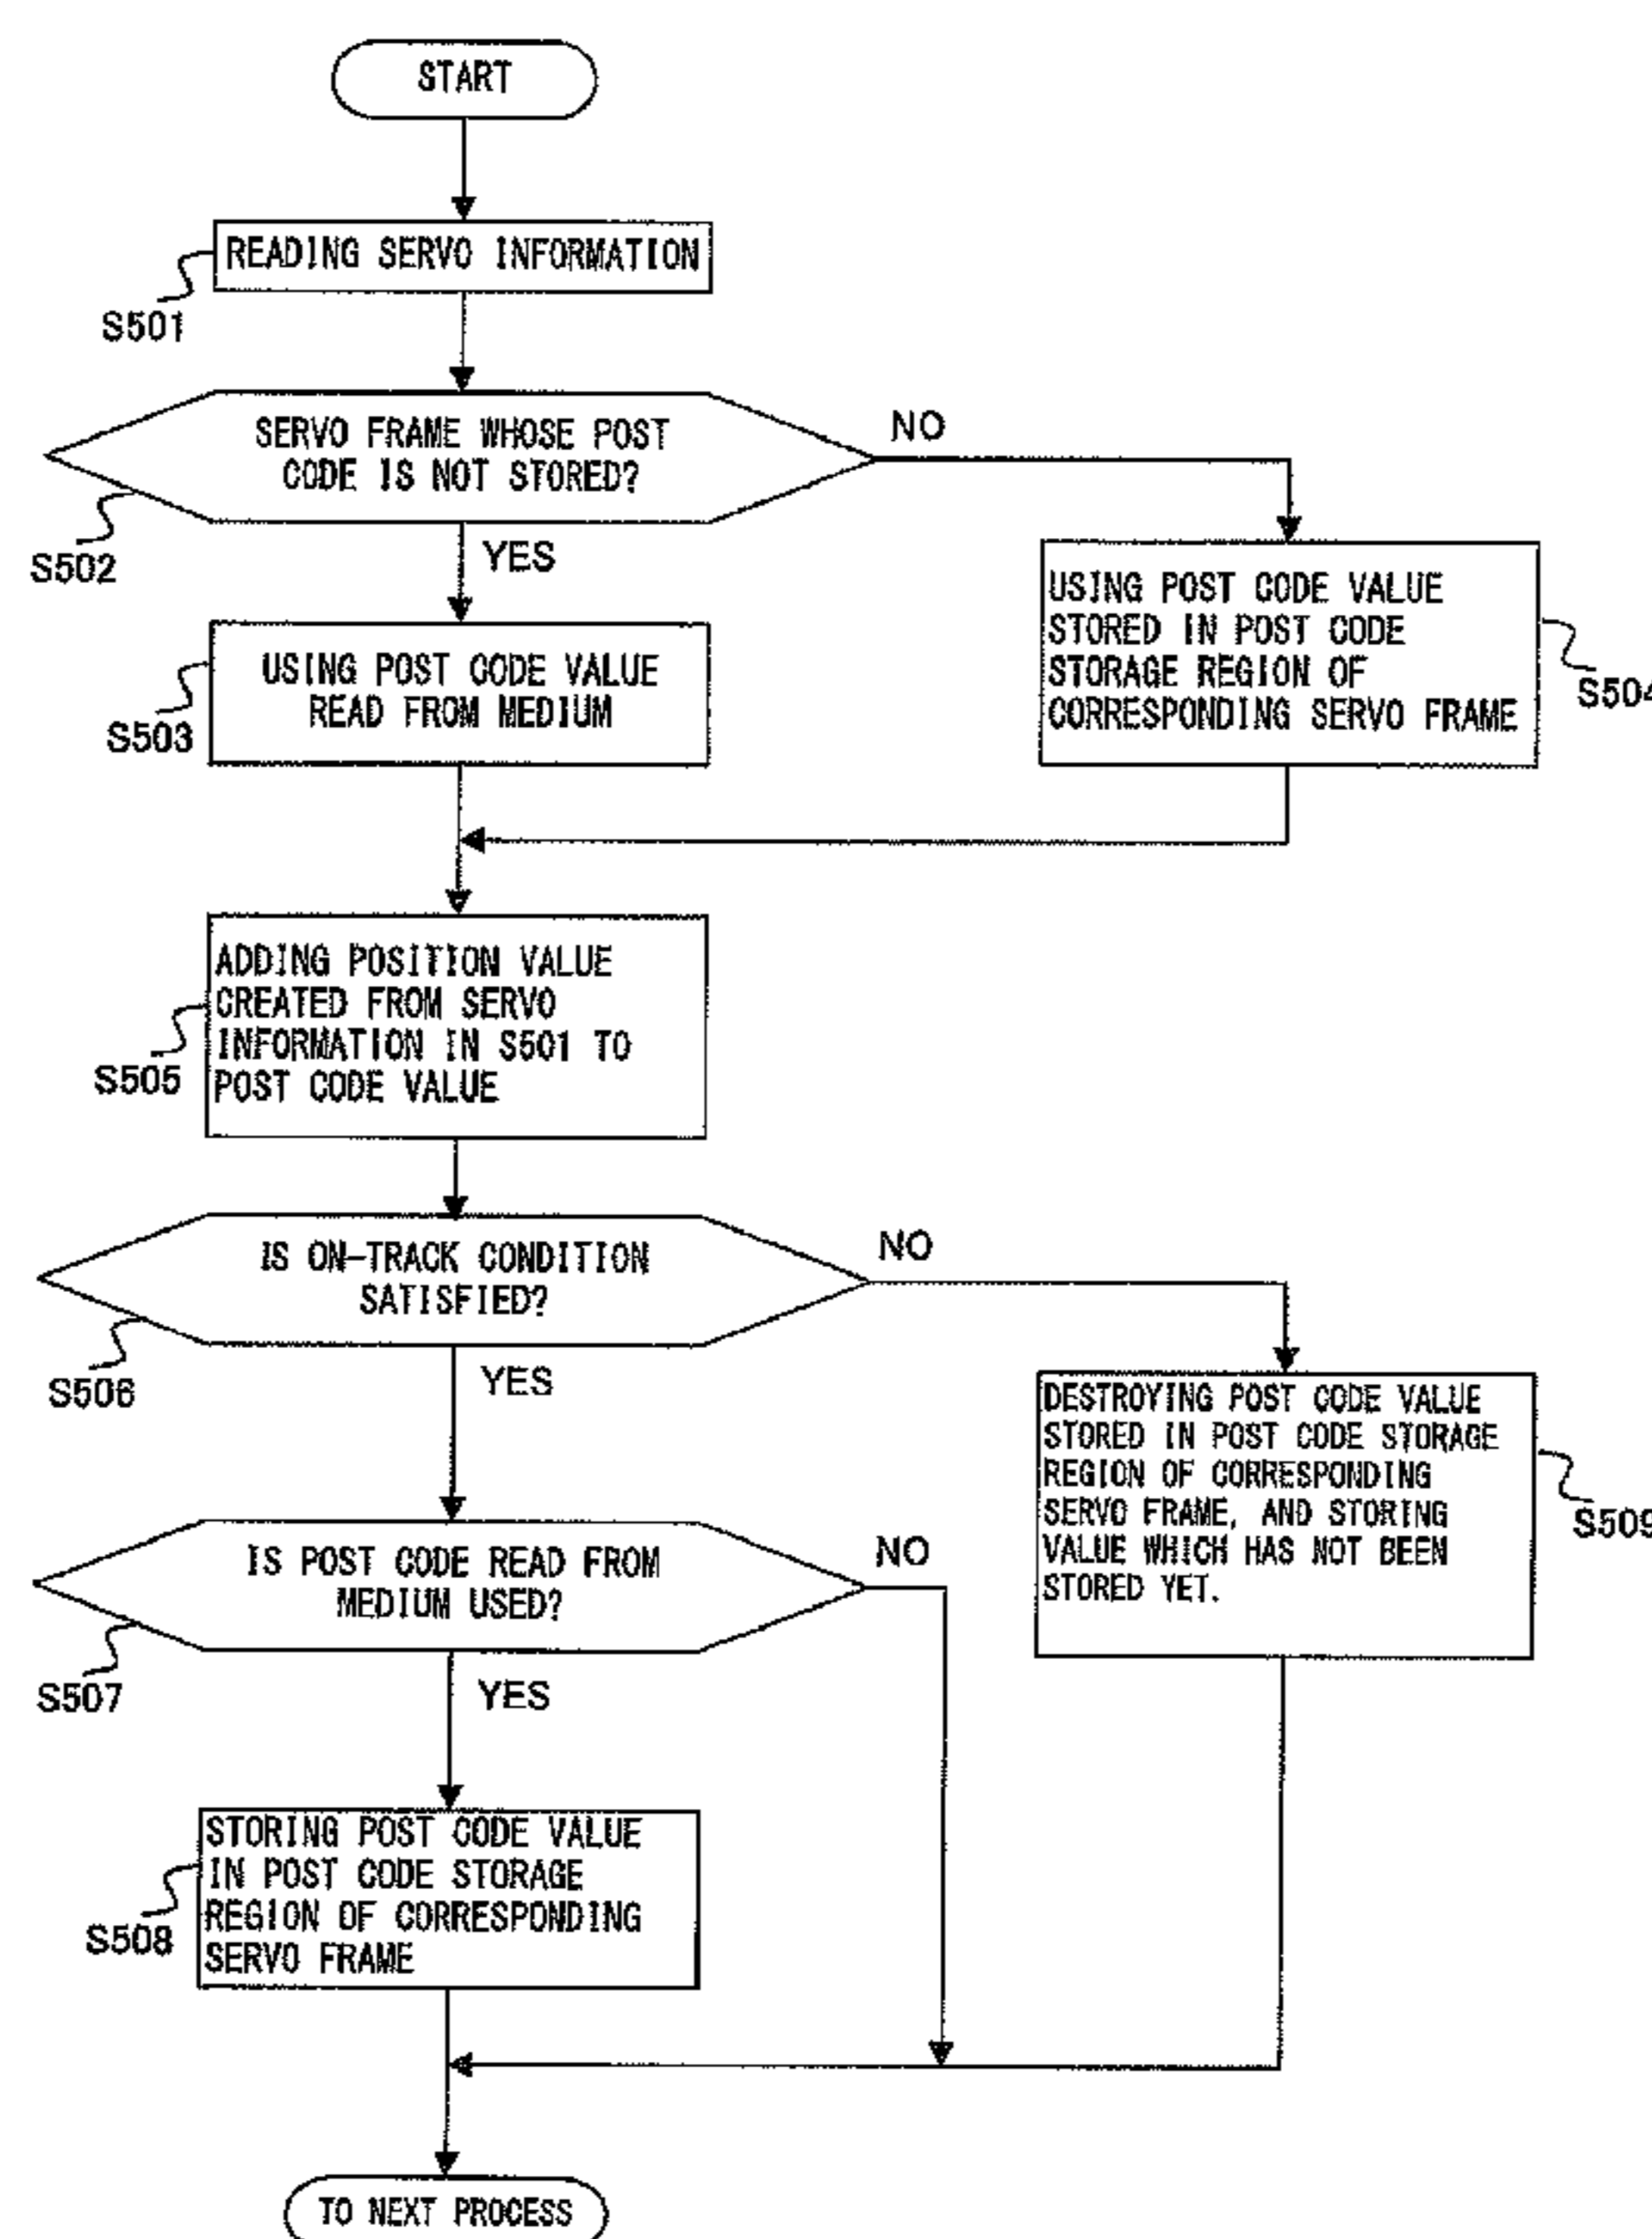 START
READING SERVO INFORMATION
S501
SERVO FRAME WHOSE POST
CODE IS NOT STORED?
NO
S502
YES
USING POST CODE VALUE
READ FROM MEDIUM
S503
USING POST CODE VALUE
STORED IN POST CODE
STORAGE REGION OF
CORRESPONDING SERVO FRAME
S504
ADDING POSITION VALUE
CREATED FROM SERVO
INFORMATION IN S501 TO
POST CODE VALUE
S505
IS ON-TRACK CONDITION
SATISFIED?
NO
S506
YES
DESTROYING POST CODE VALUE
STORED IN POST CODE STORAGE
REGION OF CORRESPONDING
SERVO FRAME, AND STORING
VALUE WHICH HAS NOT BEEN
STORED YET.
S509
IS POST CODE READ FROM
MEDIUM USED?
NO
S507
YES
STORING POST CODE VALUE
IN POST CODE STORAGE
REGION OF CORRESPONDING
SERVO FRAME
S508
TO NEXT PROCESS